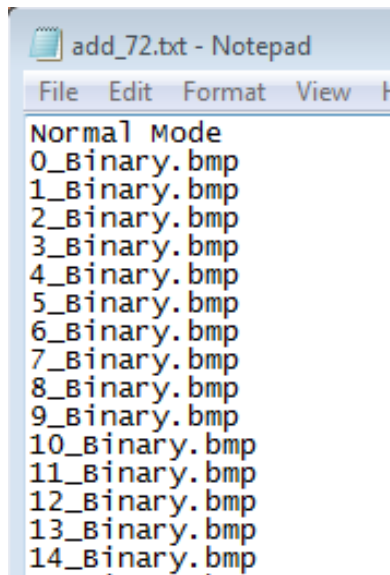 add_72.txt - Notepad
File Edit Format View
Normal Mode
0_Binary.bmp
1_Binary.bmp
2_Binary.bmp
3_Binary.bmp
4_Binary.bmp
5_Binary.bmp
6_Binary.bmp
7_Binary.bmp
8_Binary.bmp
9_Binary.bmp
10_Binary.bmp
11_Binary.bmp
12_Binary.bmp
13_Binary.bmp
14_Binary.bmp